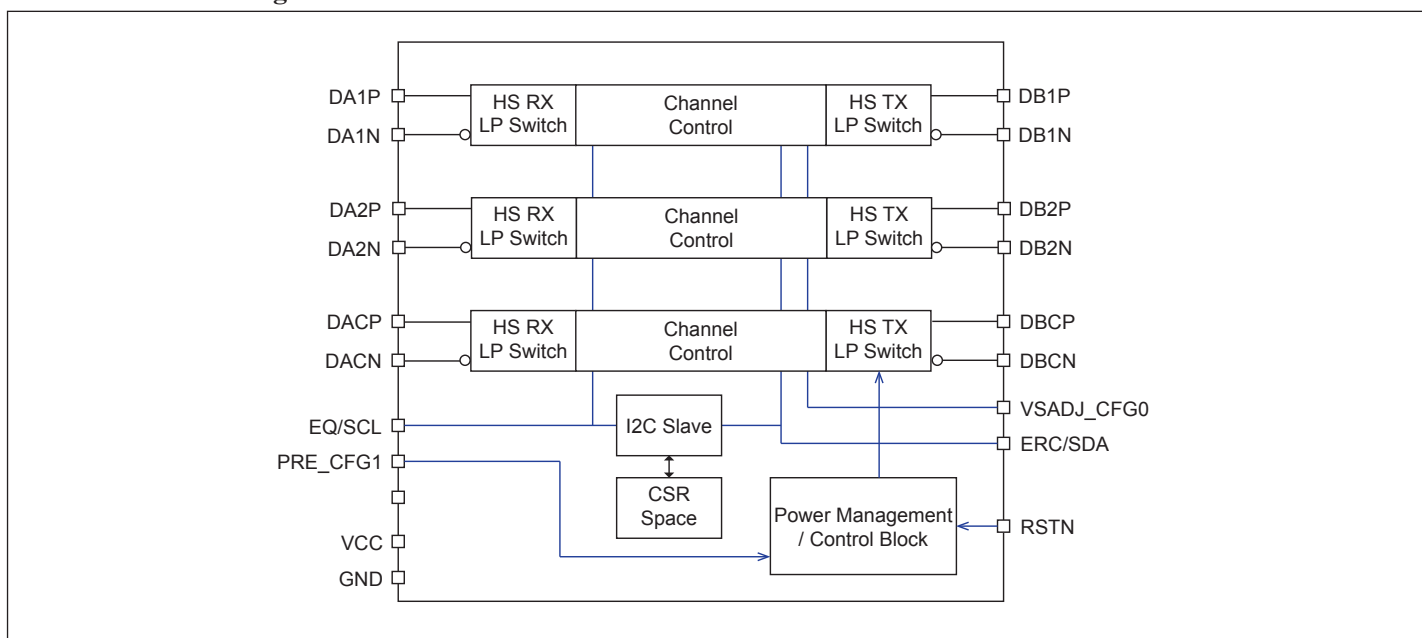 DA1P
HS RX
LP Switch
Channel
Control
HS TX
LP Switch
DB1P
DA1N
DB1N
DA2P
HS RX
LP Switch
Channel
Control
HS TX
LP Switch
DB2P
DA2N
DB2N
DACP
HS RX
LP Switch
Channel
Control
HS TX
LP Switch
DBCP
DACN
DBCN
VSADJ_CFG0
EQ/SCL
I2C Slave
ERC/SDA
PRE_CFG1
CSR
Space
Power Management
/ Control Block
RSTN
VCC
GND